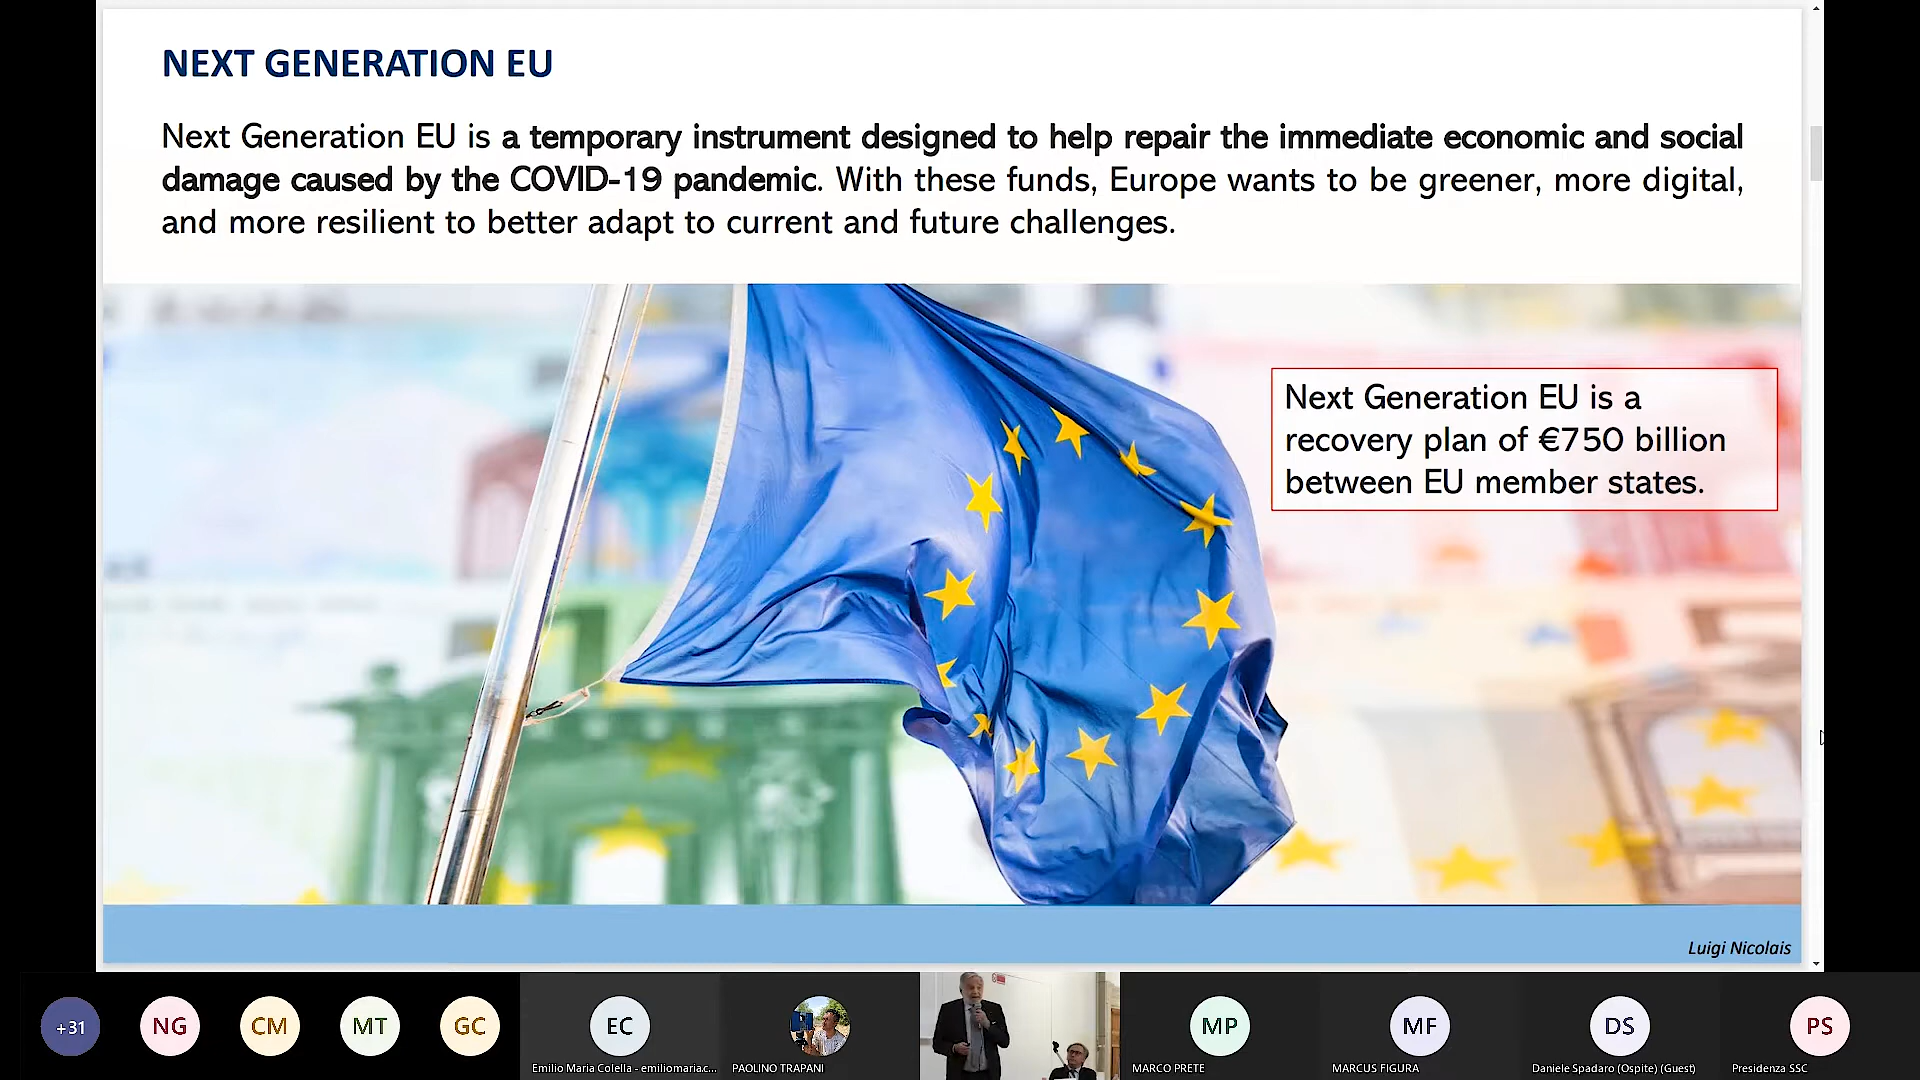 NEXT GENERATION EU
Next Generation EU is a temporary instrument designed to help repair the immediate economic and social
damage caused by the COVID-19 pandemic. With these funds, Europe wants to be greener, more digital,
and more resilient to better adapt to current and future challenges.
Next Generation EU is a
recovery plan of €750 billion
between EU member states.
Luigi Nicolais
+31
NG
CM
MT
GC
EC
MP
MF
DS
PS
Emilio Maria Colella - emiliomaria.c...
PAOLINO TRAPANI
MARCO PRETE
MARCUS FIGURA
Daniele Spadaro (Ospite) (Guest)
Presidenza SSC